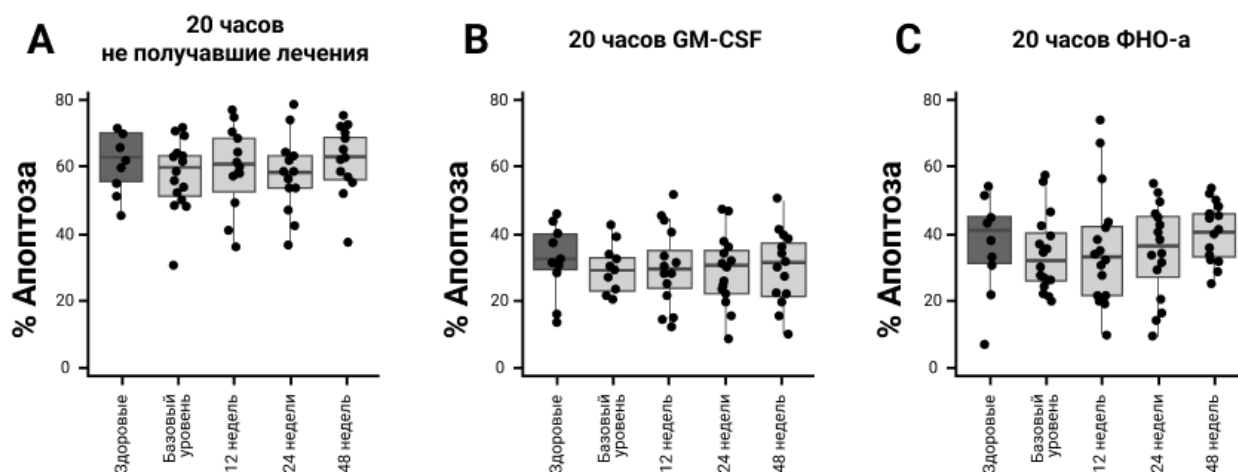 A
20 часов
не получавшие лечения
% Апоптоза
80
60
40
20
0
Здоровые
Базовый
уровень
12 недель
24 недели
48 недель
B
20 часов GM-CSF
% Апоптоза
80
60
40
20
0
Здоровые
Базовый
уровень
12 недель
24 недели
48 недель
C
20 часов ФНО-а
% Апоптоза
80
60
40
20
0
Здоровые
Базовый
уровень
12 недель
24 недели
48 недель